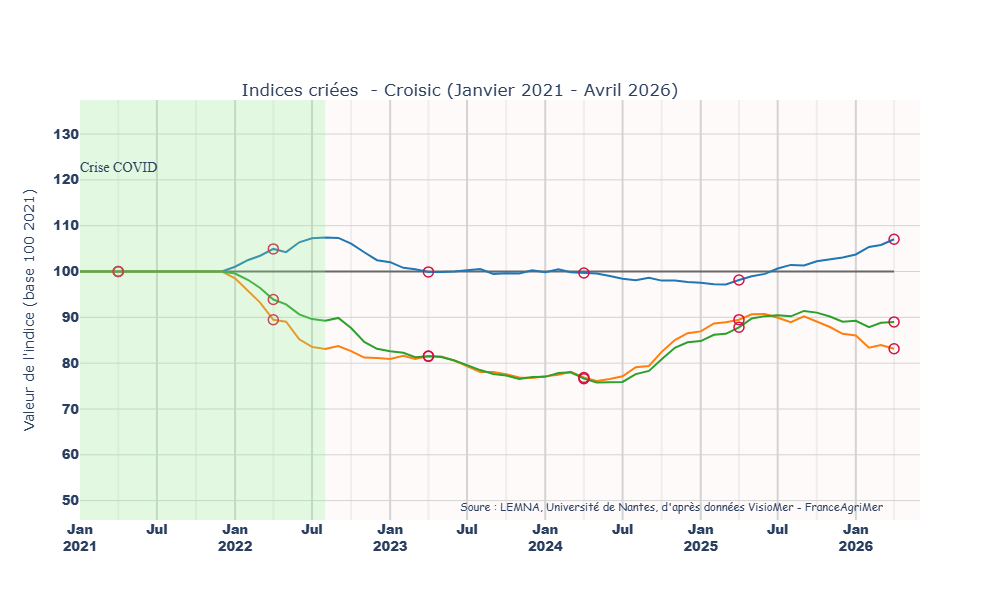 Indices criées  - Croisic (Janvier 2021 - Avril 2026)
Valeur de l'indice (base 100 2021)
130
Crise COVID
120
110
100
90
80
70
60
50
Soure : LEMNA, Université de Nantes, d'après données VisioMer - FranceAgriMer
Jan Jul Jan Jul Jan Jul Jan Jul Jan Jul Jan
2021 2022 2023 2024 2025 2026